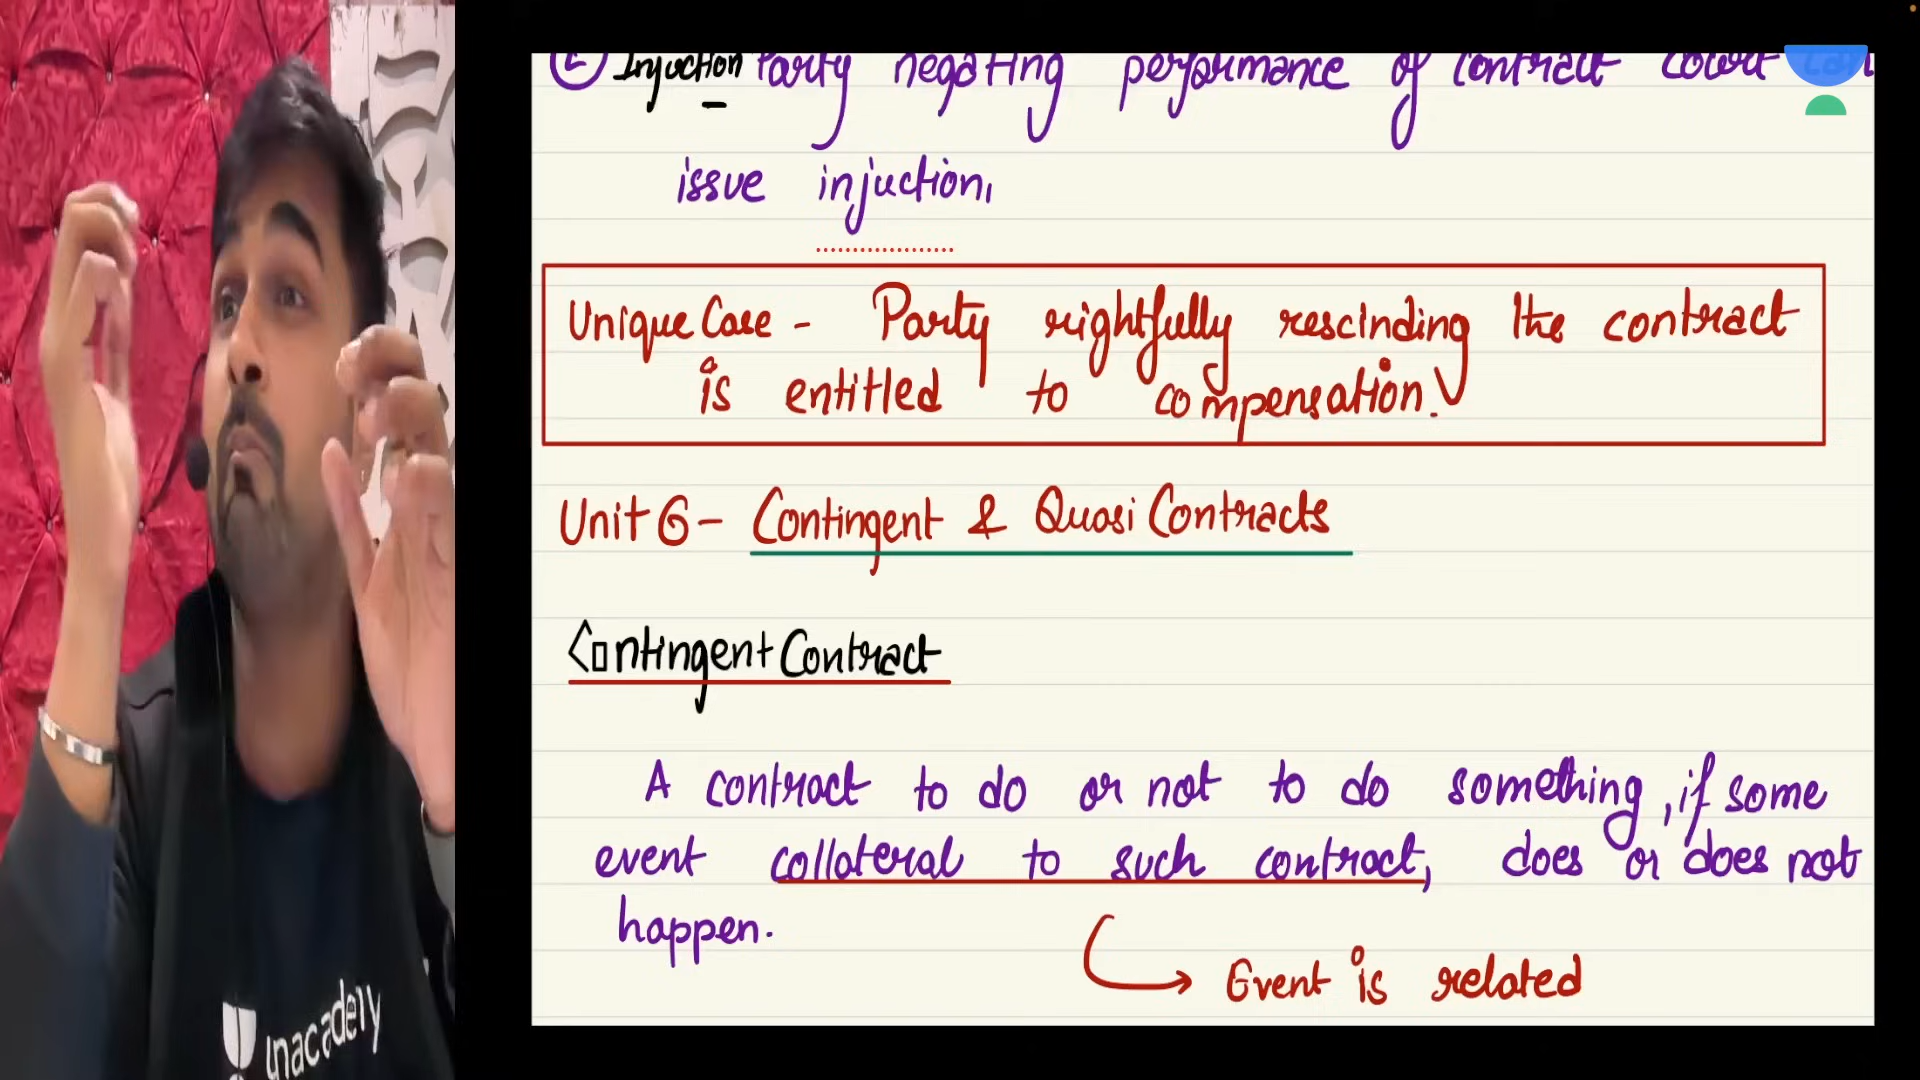 ② Injuction Party negating performance of contract court can
issue injuction,
Unique Case - Party rightfully rescinding the contract
is entitled to compensation.
Unit 6 - Contingent & Quasi Contracts
Contingent Contract
A contract to do or not to do something, if some
event collateral to such contract, does or does not
happen.
→ Event is related
unacademy